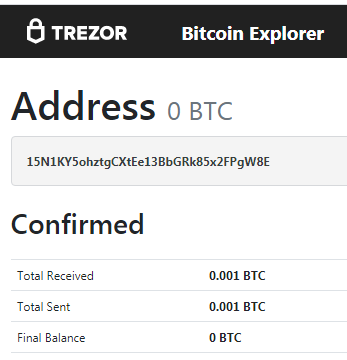 TREZOR Bitcoin Explorer
Address 0 BTC
15N1KY5ohztgCXtEe13BbGRk85x2FPgW8E
Confirmed
Total Received 0.001 BTC
Total Sent 0.001 BTC
Final Balance 0 BTC